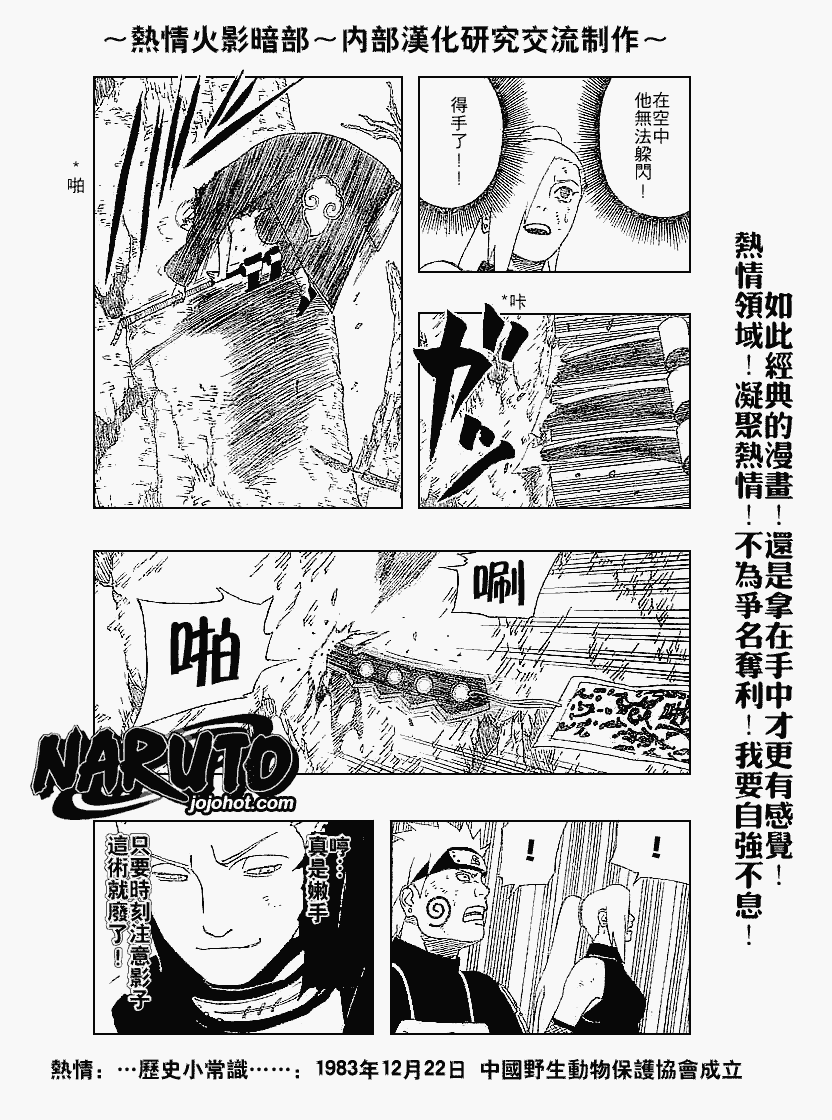 ～熱情火影暗部～内部漢化研究交流制作～
在空中
他無法躲閃！
得手了！！
*啪
*咔
ガッ
唰
啪
NARUTO
jojohot.com
！
！
哼…
真是嫩手
只要時刻注意影子
這術就廢了！
如此經典的漫畫！還是拿在手中才更有感覺！
熱情領域！凝聚熱情！不為爭名奪利！我要自強不息！
熱情：…歷史小常識……：1983年12月22日 中國野生動物保護協會成立